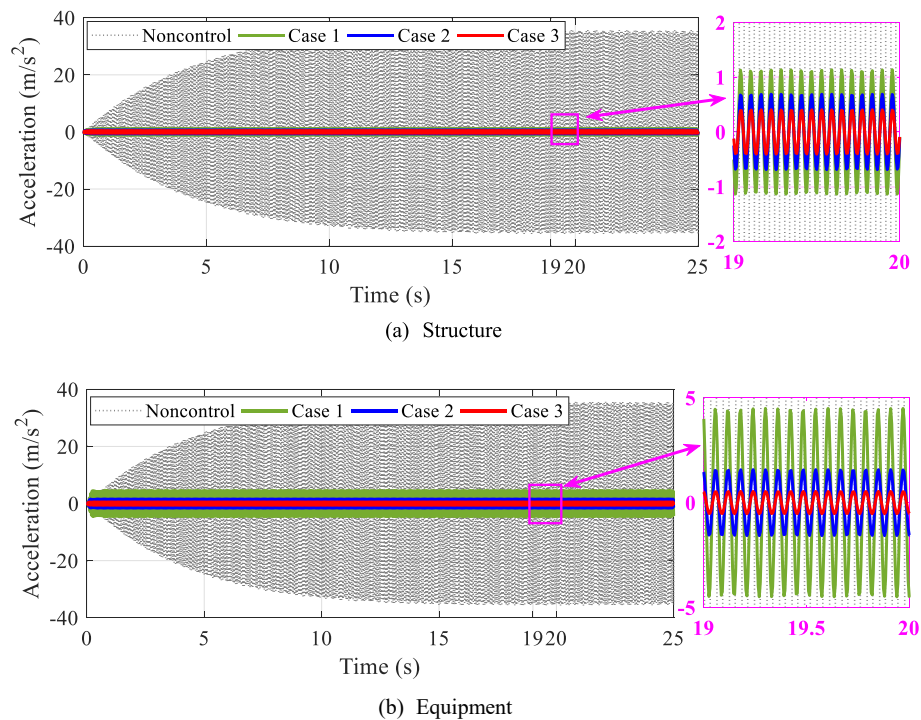 40
20
0
-20
-40
Acceleration (m/s²)
Noncontrol Case 1 Case 2 Case 3
0 5 10 15 19 20 25
Time (s)
2
1
0
-1
-2
19 20
(a) Structure
40
20
0
-20
-40
Acceleration (m/s²)
Noncontrol Case 1 Case 2 Case 3
0 5 10 15 19 20 25
Time (s)
5
0
-5
19 19.5 20
(b) Equipment